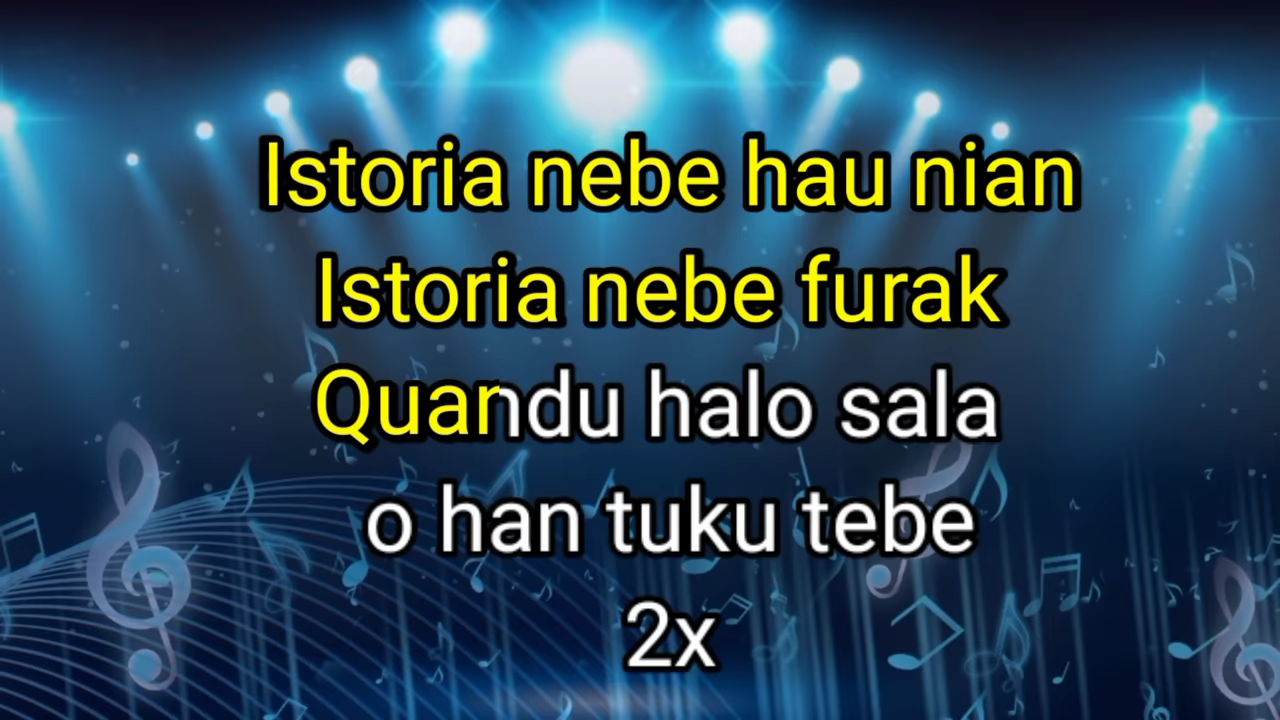 Istoria nebe hau nian
Istoria nebe furak
Quandu halo sala
o han tuku tebe
2x